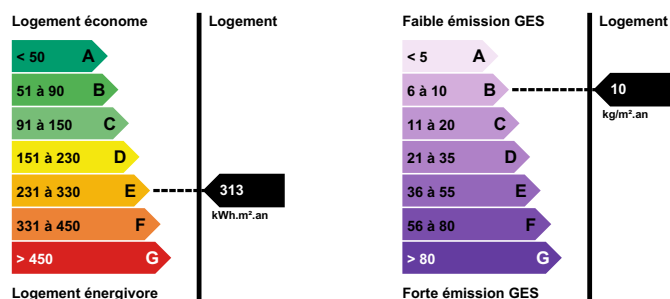 Logement économe
Logement
< 50 A
51 à 90 B
91 à 150 C
151 à 230 D
231 à 330 E
313
kWh.m².an
331 à 450 F
> 450 G
Logement énergivore
Faible émission GES
Logement
< 5 A
6 à 10 B
10
kg/m².an
11 à 20 C
21 à 35 D
36 à 55 E
56 à 80 F
> 80 G
Forte émission GES